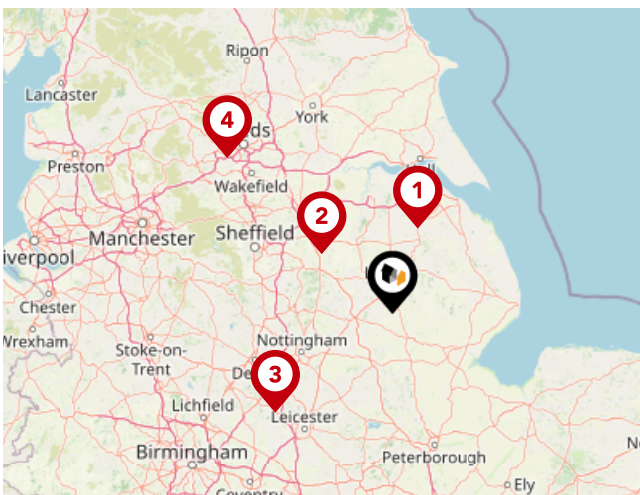 Ripon
Lancaster
York
4
ds
Preston
Wakefield
1
2
Manchester
Sheffield
iverpool
Chester
Wrexham
Nottingham
Stoke-on-
Trent
De
3
Lichfield
Leicester
Birmingham
Peterborough
Coventry
Ely